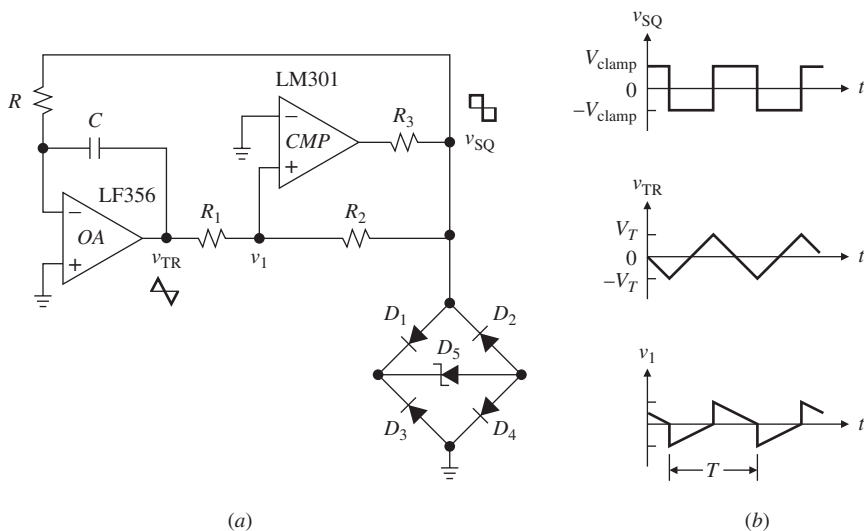 LM301
R
C
R3
−
CMP
+
vSQ
LF356
−
OA
+
R1
R2
vTR
v1
D1
D2
D5
D3
D4
(a)
vSQ
Vclamp
0
−Vclamp
t
vTR
VT
0
−VT
t
v1
t
T
(b)